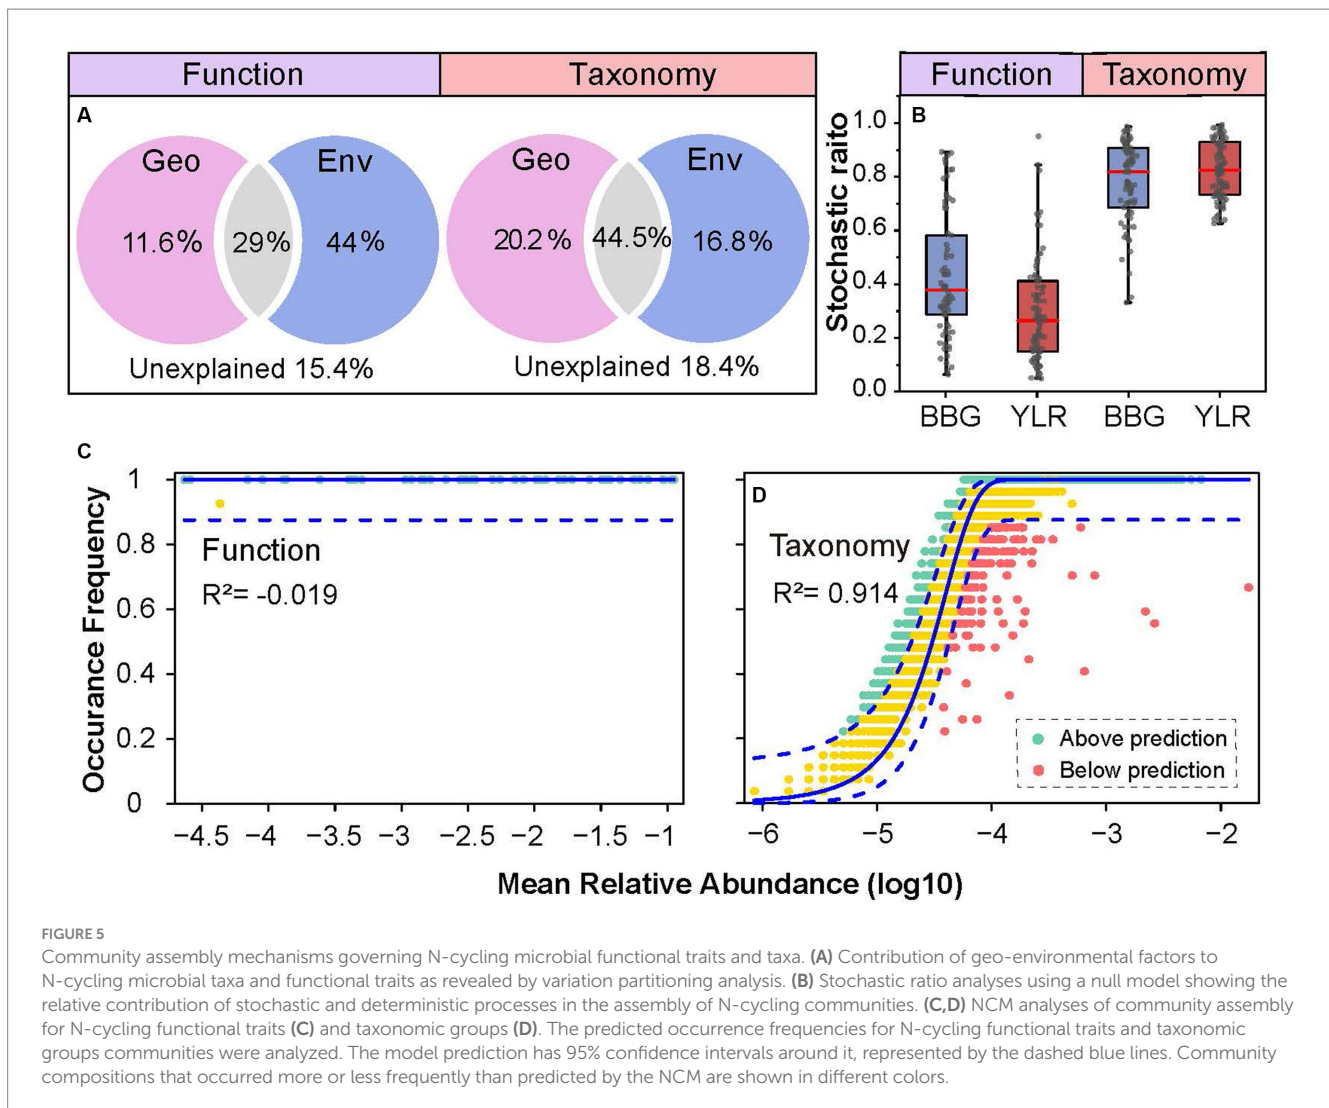 Function Taxonomy
A
Geo Env
11.6% 29% 44%
Unexplained 15.4%
Geo Env
20.2% 44.5% 16.8%
Unexplained 18.4%
Function Taxonomy
B
Stochastic raito
1.0
0.8
0.6
0.4
0.2
0.0
BBG YLR BBG YLR
C
Occurance Frequency
1
0.8
0.6
0.4
0.2
0
Function
R²= -0.019
−4.5 −4 −3.5 −3 −2.5 −2 −1.5 −1
D
Taxonomy
R²= 0.914
Above prediction
Below prediction
−6 −5 −4 −3 −2
Mean Relative Abundance (log10)
FIGURE 5
Community assembly mechanisms governing N-cycling microbial functional traits and taxa. (A) Contribution of geo-environmental factors to
N-cycling microbial taxa and functional traits as revealed by variation partitioning analysis. (B) Stochastic ratio analyses using a null model showing the
relative contribution of stochastic and deterministic processes in the assembly of N-cycling communities. (C,D) NCM analyses of community assembly
for N-cycling functional traits (C) and taxonomic groups (D). The predicted occurrence frequencies for N-cycling functional traits and taxonomic
groups communities were analyzed. The model prediction has 95% confidence intervals around it, represented by the dashed blue lines. Community
compositions that occurred more or less frequently than predicted by the NCM are shown in different colors.